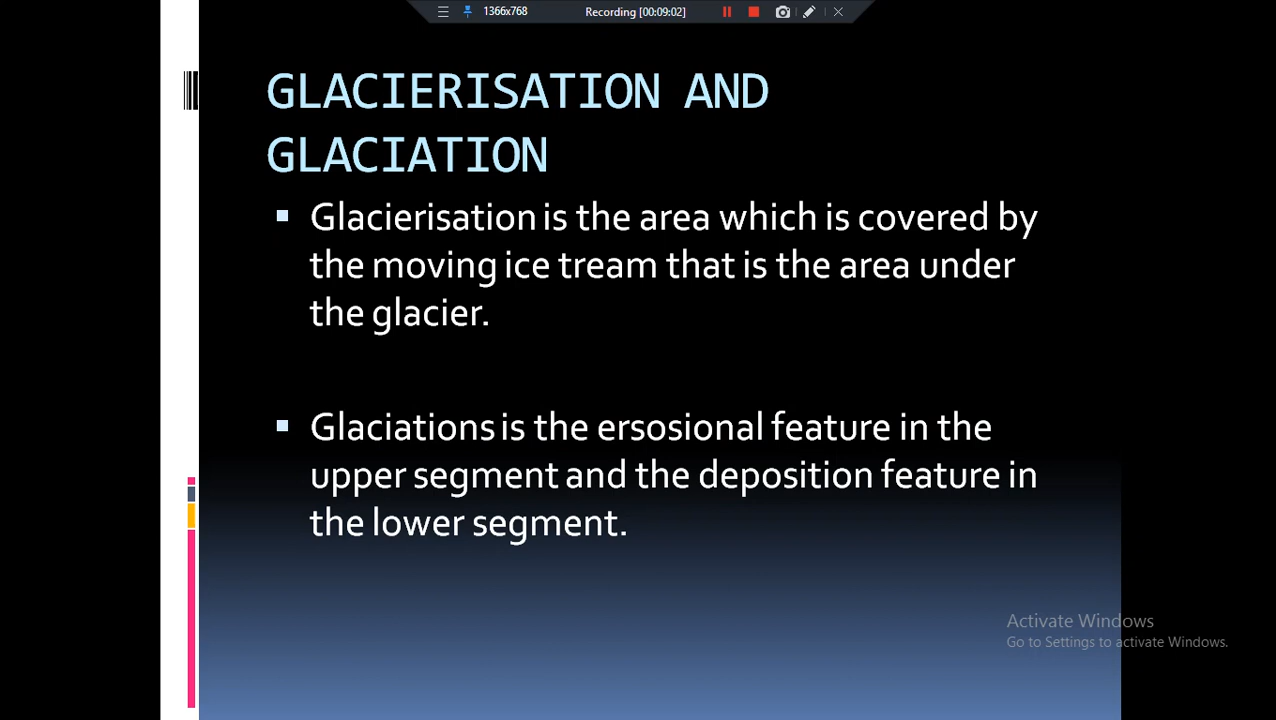 1366x768 Recording [00:09:02]
GLACIERISATION AND
GLACIATION
Glacierisation is the area which is covered by
the moving ice tream that is the area under
the glacier.
Glaciations is the ersosional feature in the
upper segment and the deposition feature in
the lower segment.
Activate Windows
Go to Settings to activate Windows.